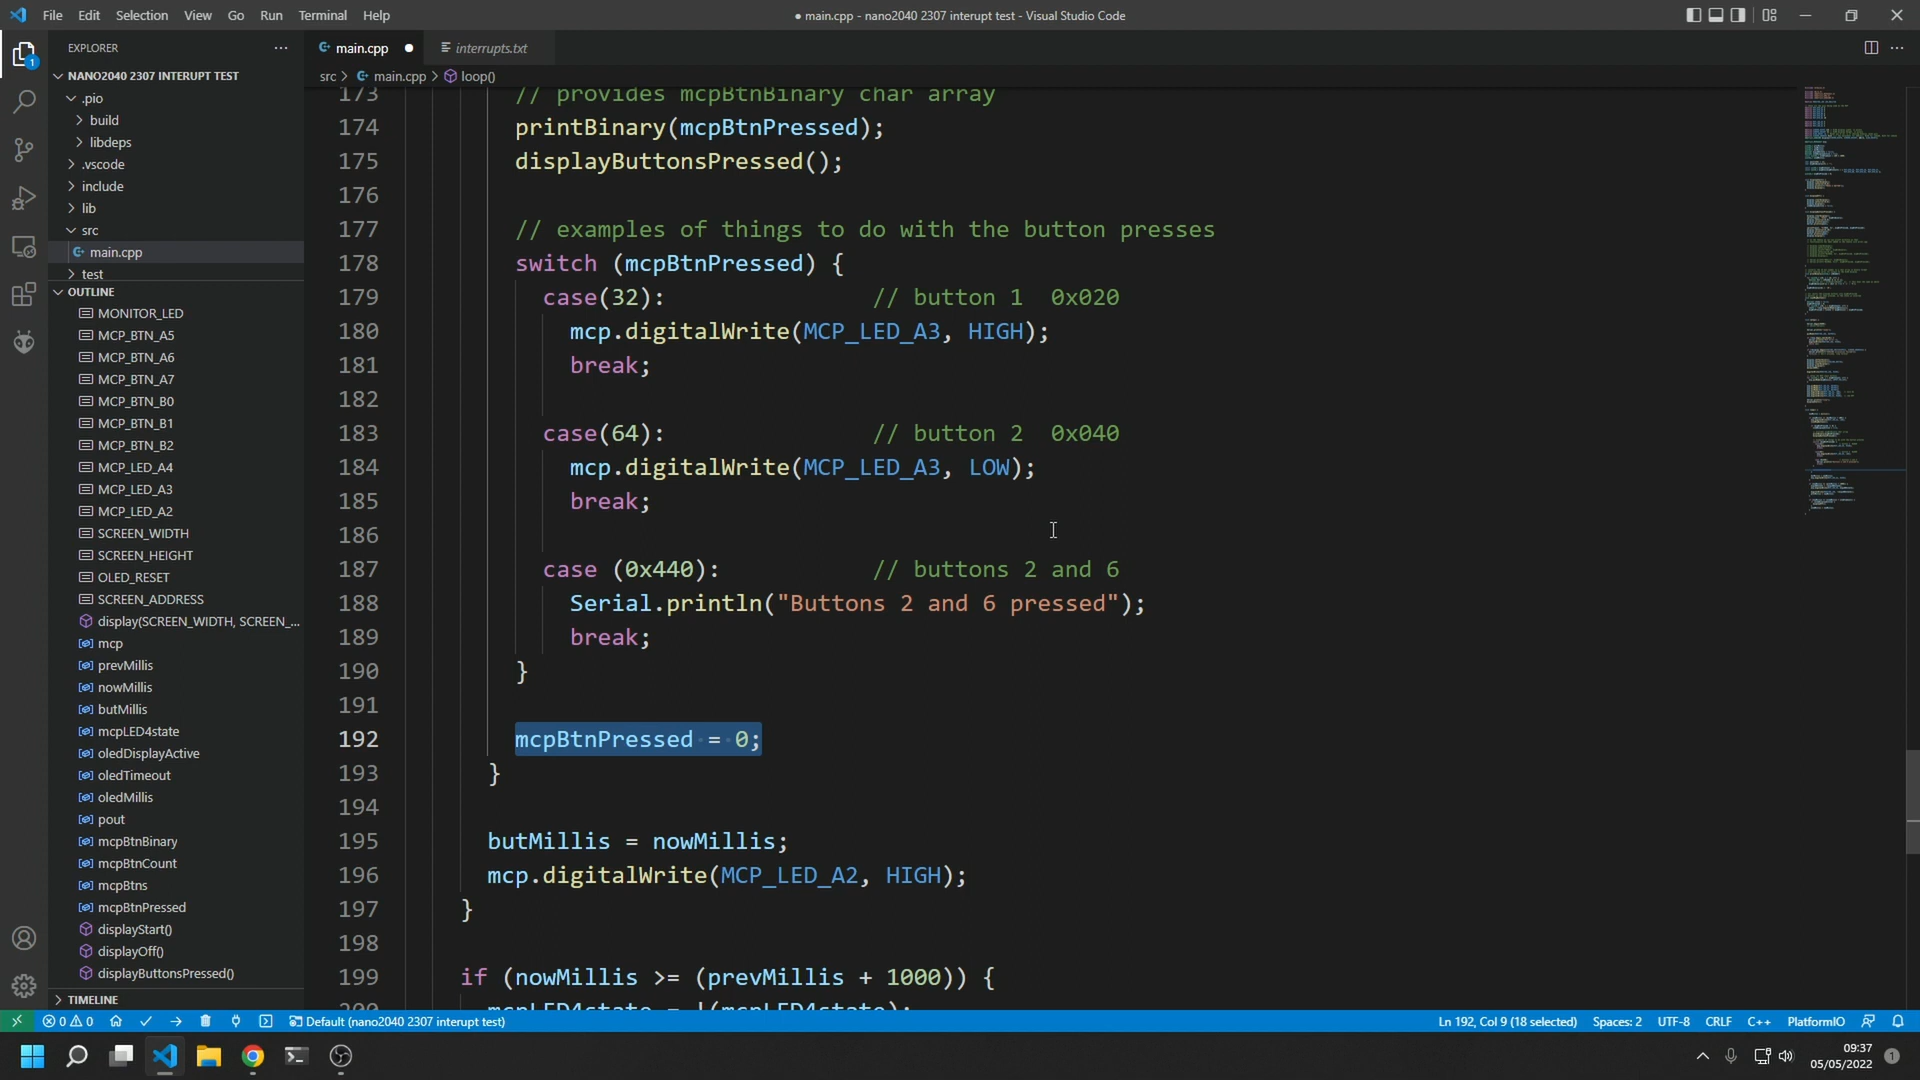 File Edit Selection View Go Run Terminal Help
● main.cpp - nano2040 2307 interupt test - Visual Studio Code
EXPLORER
NANO2040 2307 INTERUPT TEST
.pio
build
libdeps
.vscode
include
lib
src
main.cpp
test
OUTLINE
MONITOR_LED
MCP_BTN_A5
MCP_BTN_A6
MCP_BTN_A7
MCP_BTN_B0
MCP_BTN_B1
MCP_BTN_B2
MCP_LED_A4
MCP_LED_A3
MCP_LED_A2
SCREEN_WIDTH
SCREEN_HEIGHT
OLED_RESET
SCREEN_ADDRESS
display(SCREEN_WIDTH, SCREEN_...
mcp
prevMillis
nowMillis
butMillis
mcpLED4state
oledDisplayActive
oledTimeout
oledMillis
pout
mcpBtnBinary
mcpBtnCount
mcpBtns
mcpBtnPressed
displayStart()
displayOff()
displayButtonsPressed()
TIMELINE
main.cpp ●
interrupts.txt
src > main.cpp > loop()
173 // provides mcpBtnBinary char array
174 printBinary(mcpBtnPressed);
175 displayButtonsPressed();
176
177 // examples of things to do with the button presses
178 switch (mcpBtnPressed) {
179 case(32): // button 1 0x020
180 mcp.digitalWrite(MCP_LED_A3, HIGH);
181 break;
182
183 case(64): // button 2 0x040
184 mcp.digitalWrite(MCP_LED_A3, LOW);
185 break;
186
187 case (0x440): // buttons 2 and 6
188 Serial.println("Buttons 2 and 6 pressed");
189 break;
190 }
191
192 mcpBtnPressed = 0;
193 }
194
195 butMillis = nowMillis;
196 mcp.digitalWrite(MCP_LED_A2, HIGH);
197 }
198
199 if (nowMillis >= (prevMillis + 1000)) {
200 mcpLED4state = !(mcpLED4state);
0 0 Default (nano2040 2307 interupt test) Ln 192, Col 9 (18 selected) Spaces: 2 UTF-8 CRLF C++ PlatformIO
09:37
05/05/2022
1
1